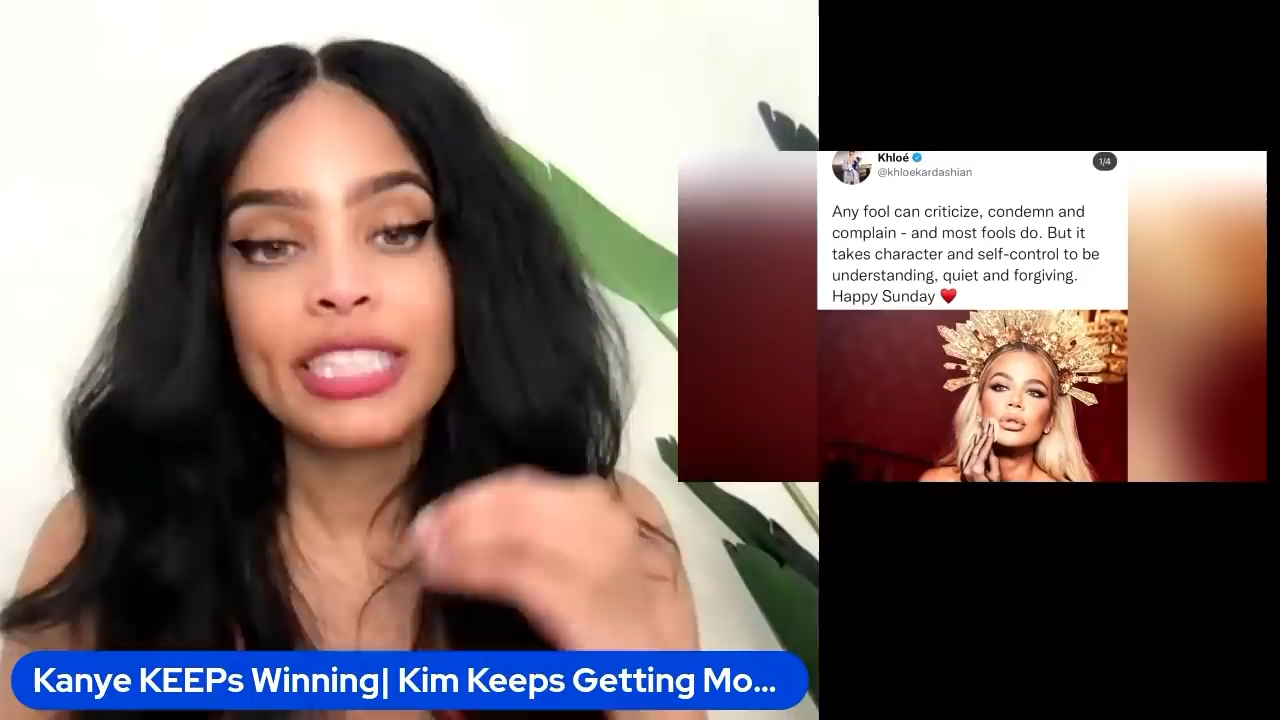 Khloé
@khloekardashian
1/4
Any fool can criticize, condemn and
complain - and most fools do. But it
takes character and self-control to be
understanding, quiet and forgiving.
Happy Sunday ❤️
Kanye KEEPs Winning| Kim Keeps Getting Mo...